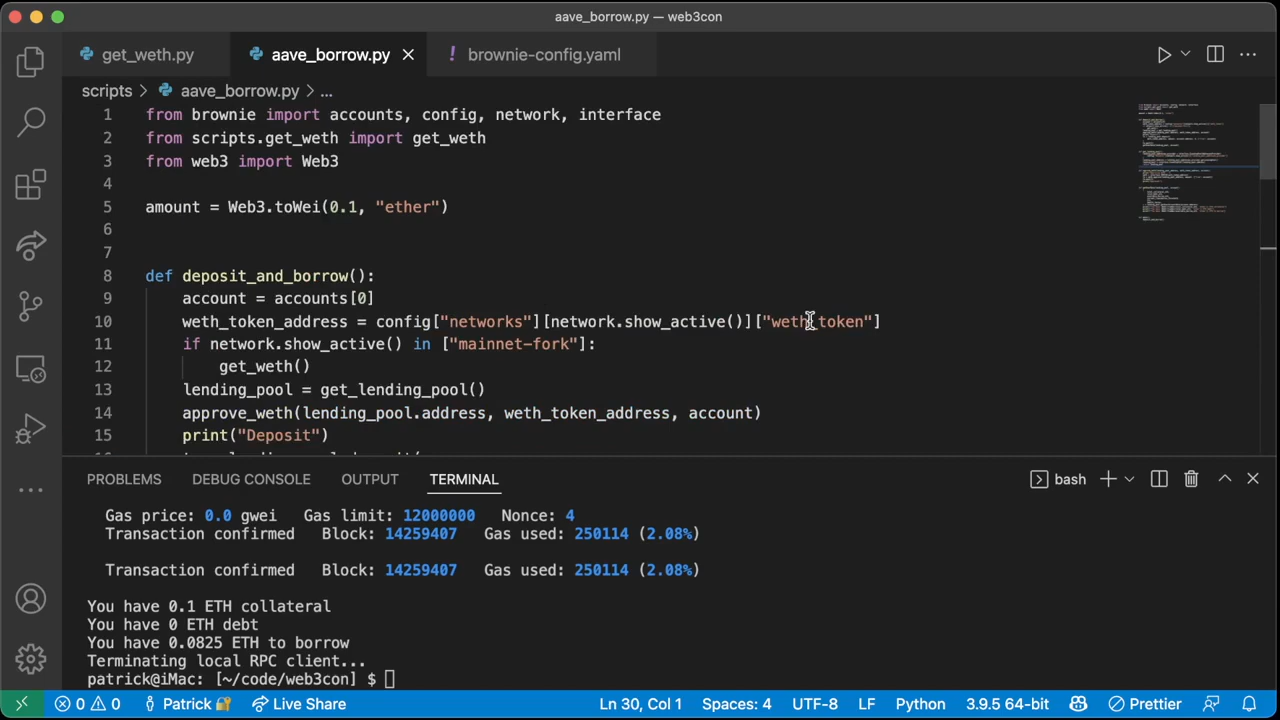 aave_borrow.py — web3con
get_weth.py
aave_borrow.py
! brownie-config.yaml
scripts > aave_borrow.py > ...
1 from brownie import accounts, config, network, interface
2 from scripts.get_weth import get_weth
3 from web3 import Web3
4
5 amount = Web3.toWei(0.1, "ether")
6
7
8 def deposit_and_borrow():
9 account = accounts[0]
10 weth_token_address = config["networks"][network.show_active()]["weth_token"]
11 if network.show_active() in ["mainnet-fork"]:
12 get_weth()
13 lending_pool = get_lending_pool()
14 approve_weth(lending_pool.address, weth_token_address, account)
15 print("Deposit")
PROBLEMS DEBUG CONSOLE OUTPUT TERMINAL bash
Gas price: 0.0 gwei Gas limit: 12000000 Nonce: 4
Transaction confirmed Block: 14259407 Gas used: 250114 (2.08%)
Transaction confirmed Block: 14259407 Gas used: 250114 (2.08%)
You have 0.1 ETH collateral
You have 0 ETH debt
You have 0.0825 ETH to borrow
Terminating local RPC client...
patrick@iMac: [~/code/web3con] $
0 0 Patrick Live Share Ln 30, Col 1 Spaces: 4 UTF-8 LF Python 3.9.5 64-bit Prettier